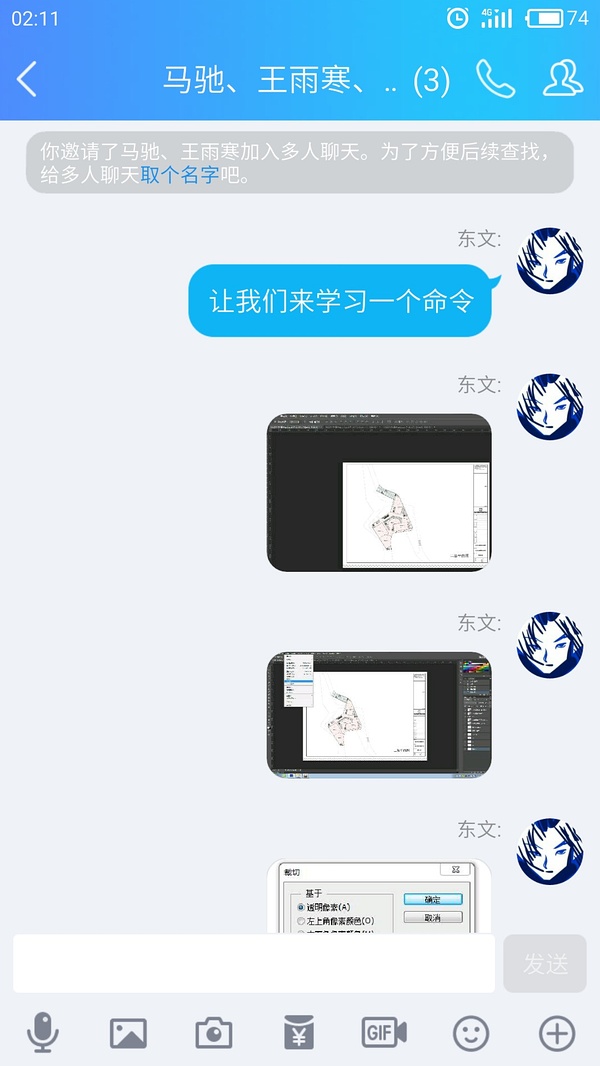 02:11
4G
74
马驰、王雨寒、.. (3)
你邀请了马驰、王雨寒加入多人聊天。为了方便后续查找，
给多人聊天取个名字吧。
东文:
让我们来学习一个命令
东文:
东文:
东文:
裁切
基于
透明像素(A)
左上角像素颜色(O)
确定
取消
发送
GIF